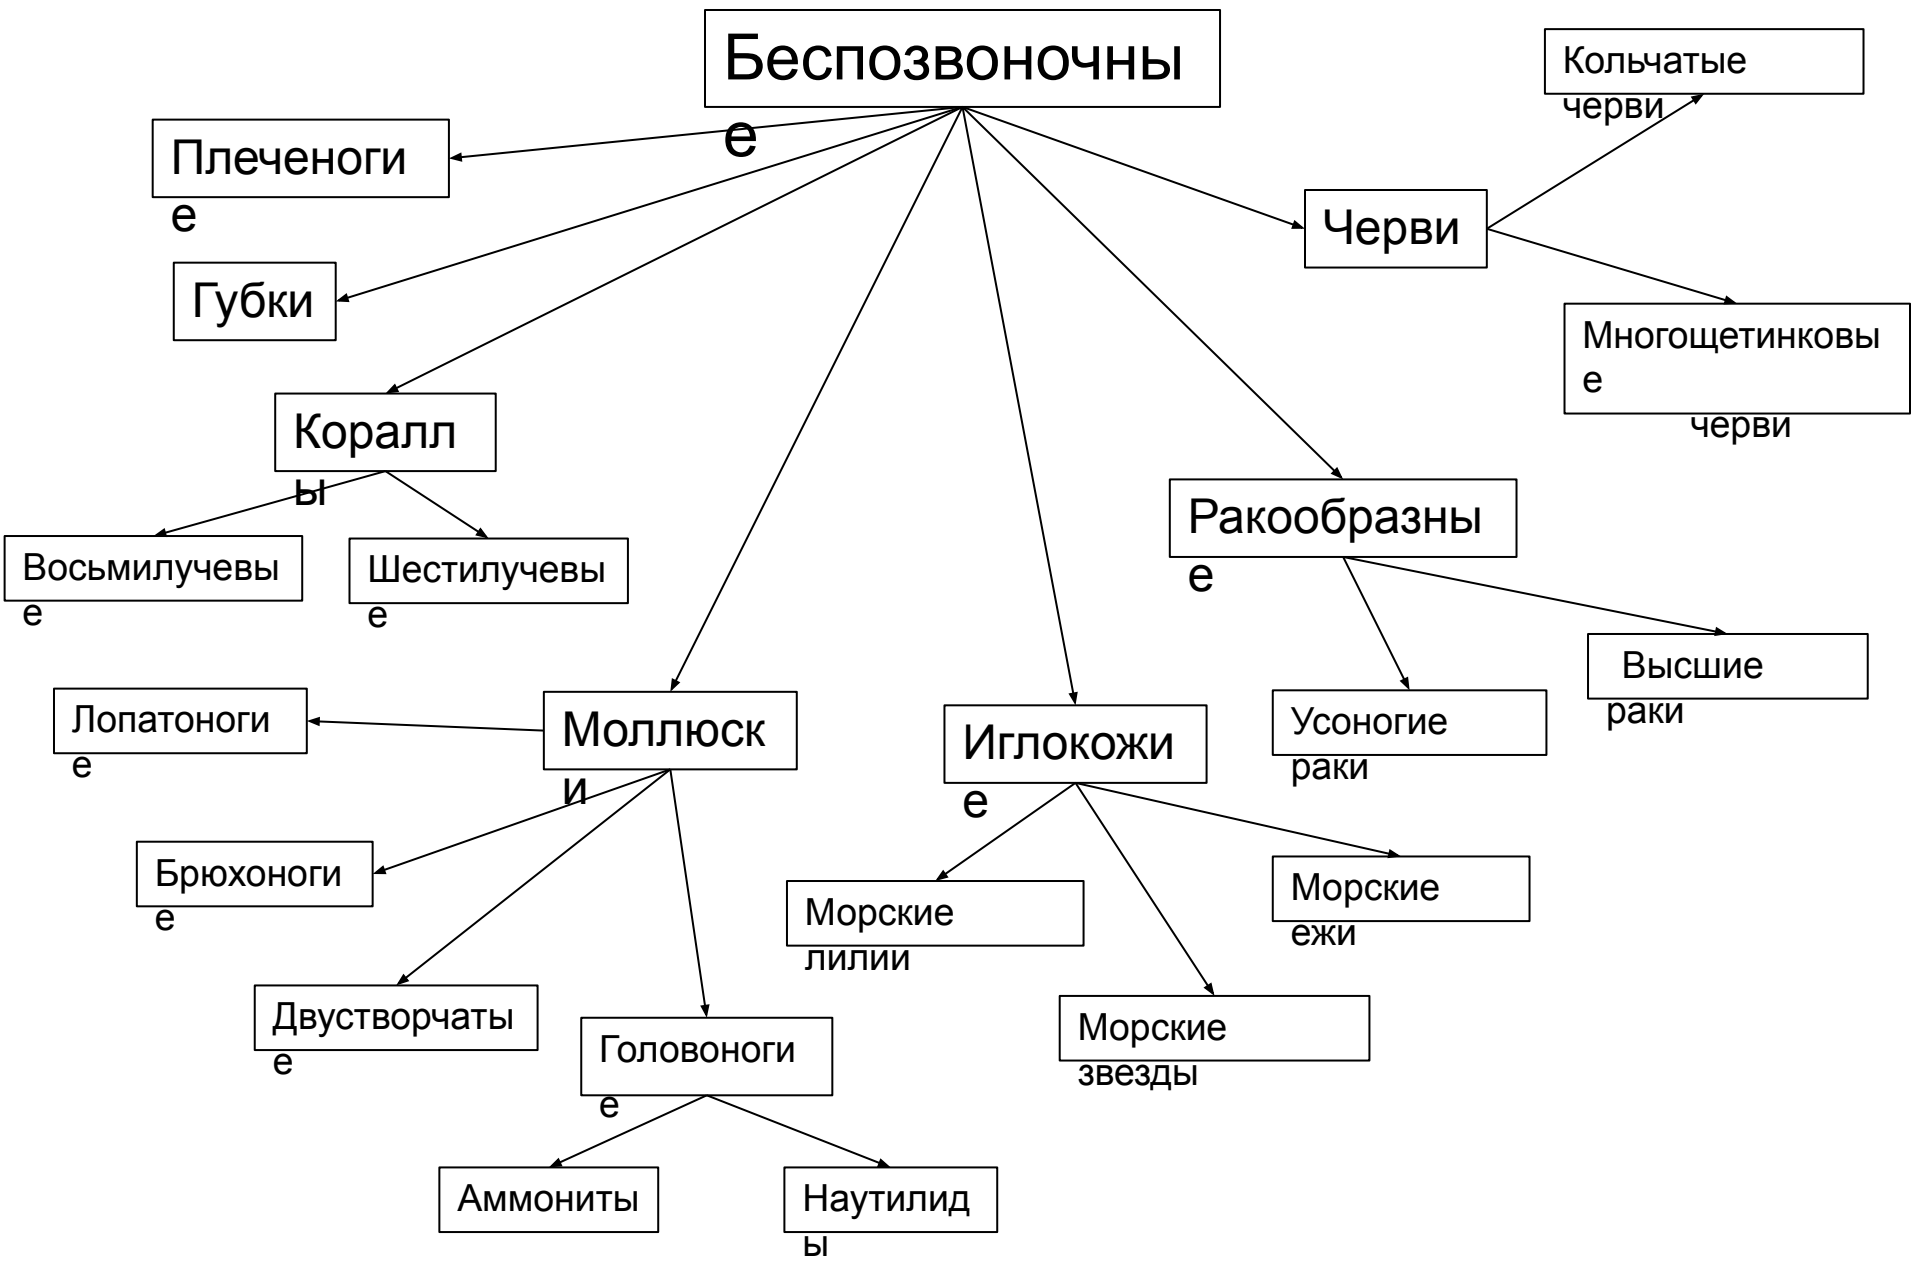 Беспозвоночны
е
Кольчатые
черви
Плеченоги
е
Черви
Губки
Многощетинковы
е
черви
Коралл
ы
Ракообразны
е
Восьмилучевы
е
Шестилучевы
е
Высшие
раки
Лопатоноги
е
Моллюск
и
Иглокожи
е
Усоногие
раки
Брюхоноги
е
Морские
лилии
Морские
ежи
Двустворчаты
е
Головоноги
е
Морские
звезды
Аммониты
Наутилид
ы